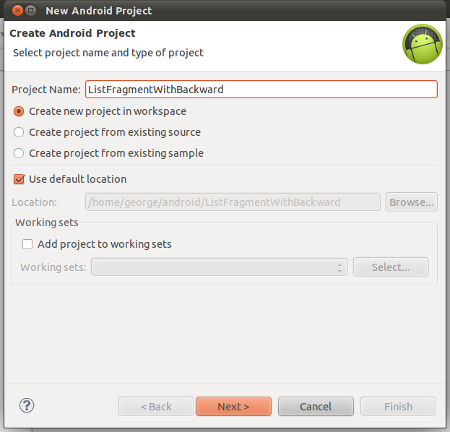 New Android Project
Create Android Project
Select project name and type of project
Project Name: ListFragmentWithBackward
Create new project in workspace
Create project from existing source
Create project from existing sample
Use default location
Location: /home/george/android/ListFragmentWithBackward Browse...
Working sets
Add project to working sets
Working sets: Select...
? < Back Next > Cancel Finish